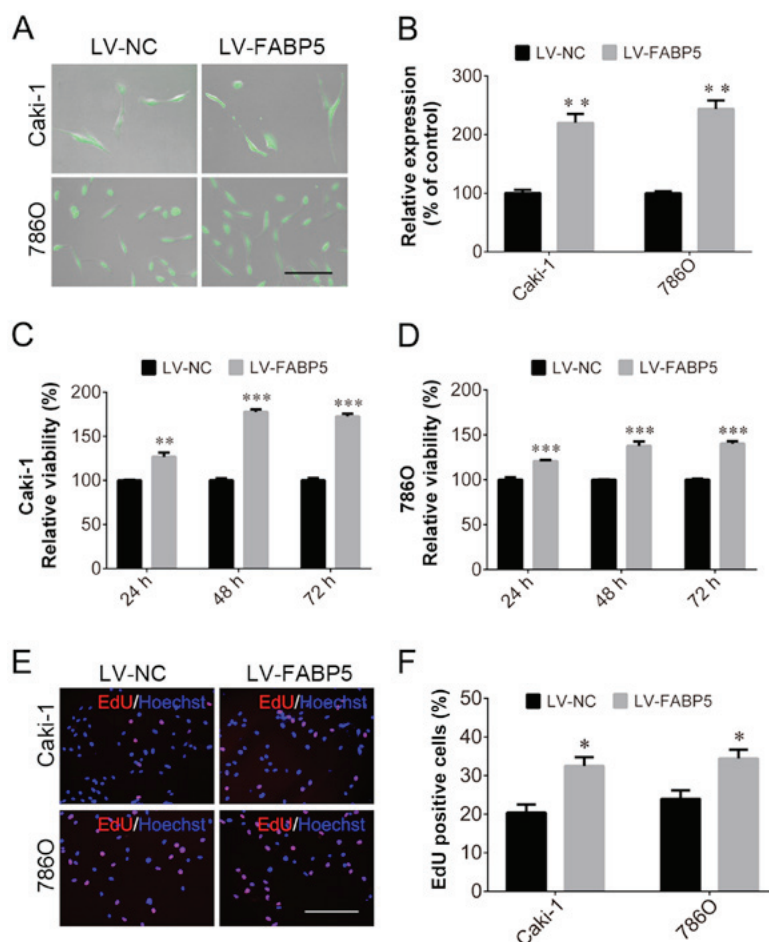 A
LV-NC LV-FABP5
Caki-1
786O
B
LV-NC LV-FABP5
Relative expression
(% of control)
300
200
100
0
** **
Caki-1 786O
C
LV-NC LV-FABP5
Caki-1
Relative viability (%)
200
150
100
50
0
** *** ***
24 h 48 h 72 h
D
LV-NC LV-FABP5
786O
Relative viability (%)
200
150
100
50
0
*** *** ***
24 h 48 h 72 h
E
LV-NC LV-FABP5
Caki-1
EdU/Hoechst EdU/Hoechst
786O
EdU/Hoechst EdU/Hoechst
F
LV-NC LV-FABP5
EdU positive cells (%)
50
40
30
20
10
0
* *
Caki-1 786O